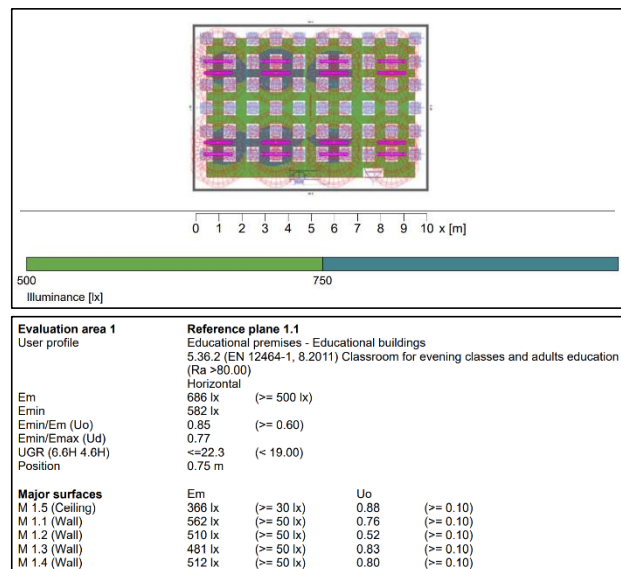 0 1 2 3 4 5 6 7 8 9 10 x [m]
500 750
Illuminance [lx]
Evaluation area 1 Reference plane 1.1
User profile Educational premises - Educational buildings
5.36.2 (EN 12464-1, 8.2011) Classroom for evening classes and adults education
(Ra >80.00)
Horizontal
Em 686 lx (>= 500 lx)
Emin 582 lx
Emin/Em (Uo) 0.85 (>= 0.60)
Emin/Emax (Ud) 0.77
UGR (6.6H 4.6H) <=22.3 (< 19.00)
Position 0.75 m
Major surfaces Em Uo
M 1.5 (Ceiling) 366 lx (>= 30 lx) 0.88 (>= 0.10)
M 1.1 (Wall) 562 lx (>= 50 lx) 0.76 (>= 0.10)
M 1.2 (Wall) 510 lx (>= 50 lx) 0.52 (>= 0.10)
M 1.3 (Wall) 481 lx (>= 50 lx) 0.83 (>= 0.10)
M 1.4 (Wall) 512 lx (>= 50 lx) 0.80 (>= 0.10)